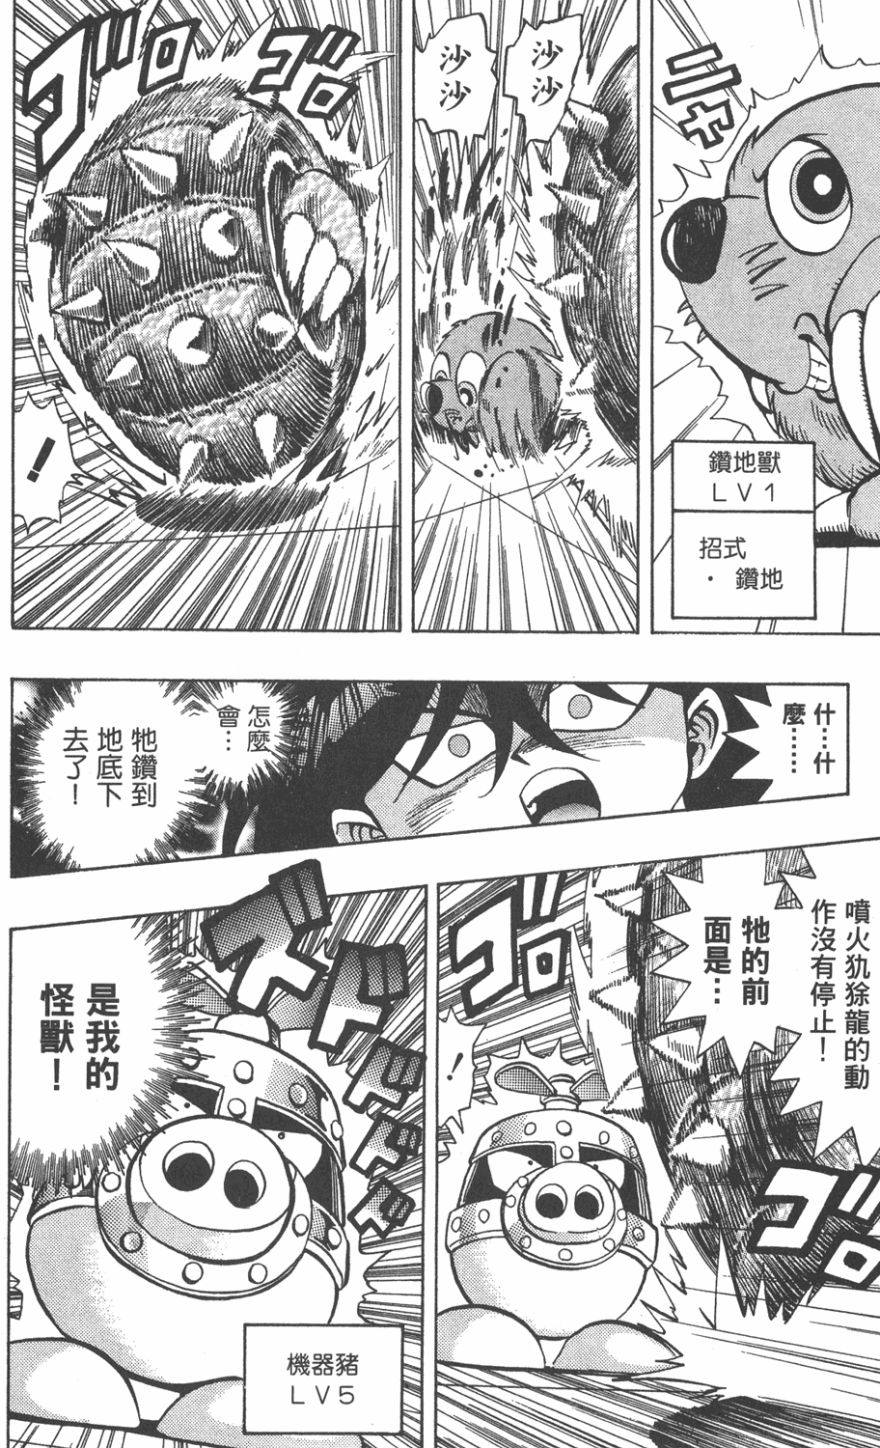 ニャ
鑽地獸
ＬＶ１
招式
・鑽地
沙沙
沙沙
ゴロ
ゴロ
！
什…什
麼……
怎麼
會…
牠鑽到
地底下
去了！
噴火犰狳龍的動
作沒有停止！
牠的前
面是…
ゴロ
ゴロ
！
ズドドドド
是我的
怪獸！
機器豬
ＬＶ５